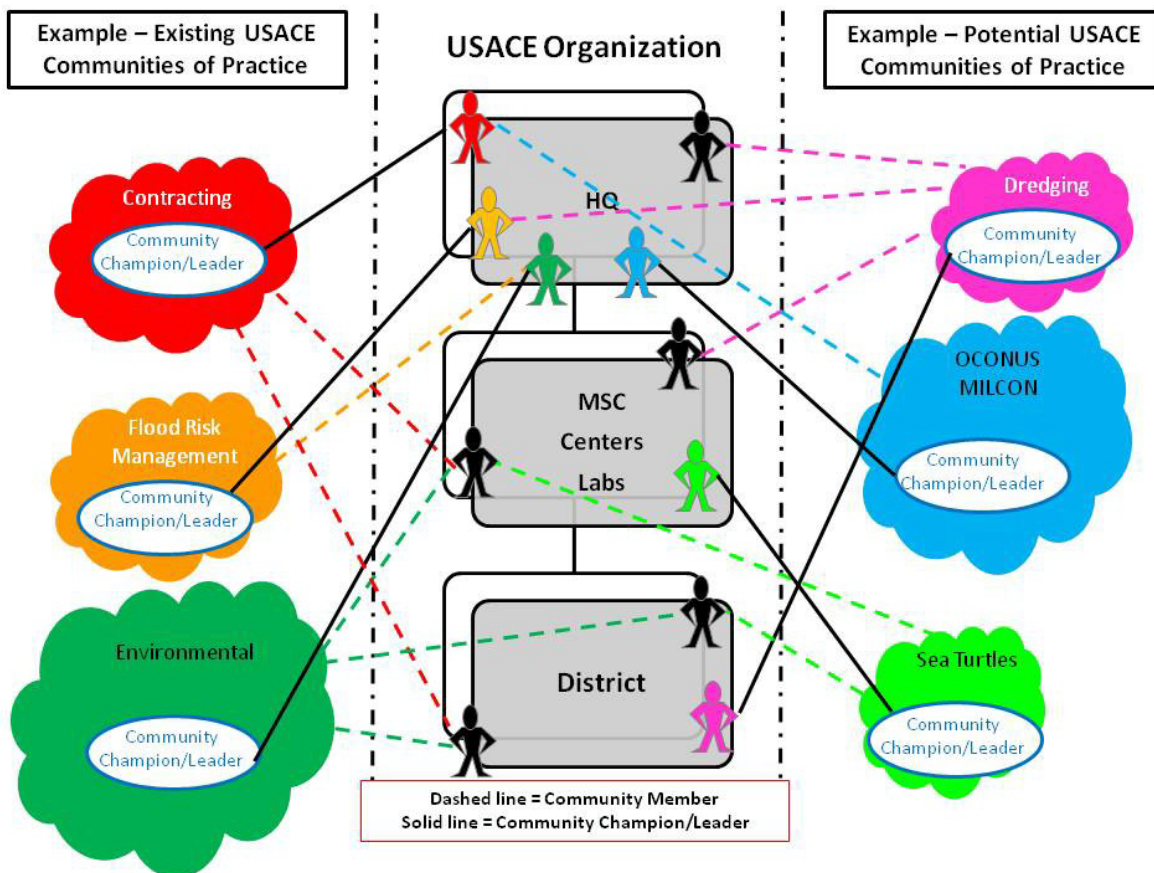 Example – Existing USACE
Communities of Practice
USACE Organization
Example – Potential USACE
Communities of Practice
Contracting
Community
Champion/Leader
Flood Risk
Management
Community
Champion/Leader
Environmental
Community
Champion/Leader
HQ
MSC
Centers
Labs
District
Dredging
Community
Champion/Leader
OCONUS
MILCON
Community
Champion/Leader
Sea Turtles
Community
Champion/Leader
Dashed line = Community Member
Solid line = Community Champion/Leader